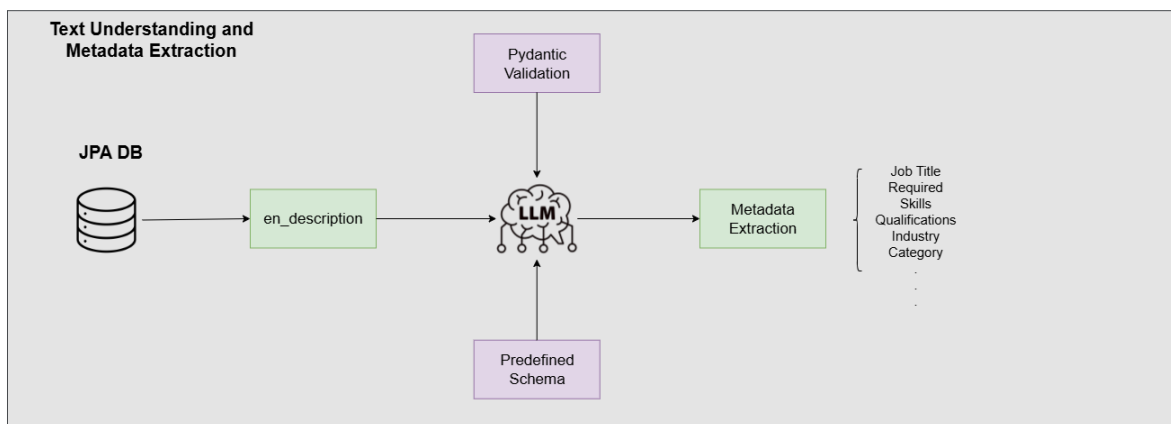 Text Understanding and
Metadata Extraction
Pydantic
Validation
JPA DB
en_description
LLM
Metadata
Extraction
Job Title
Required
Skills
Qualifications
Industry
Category
.
.
.
Predefined
Schema